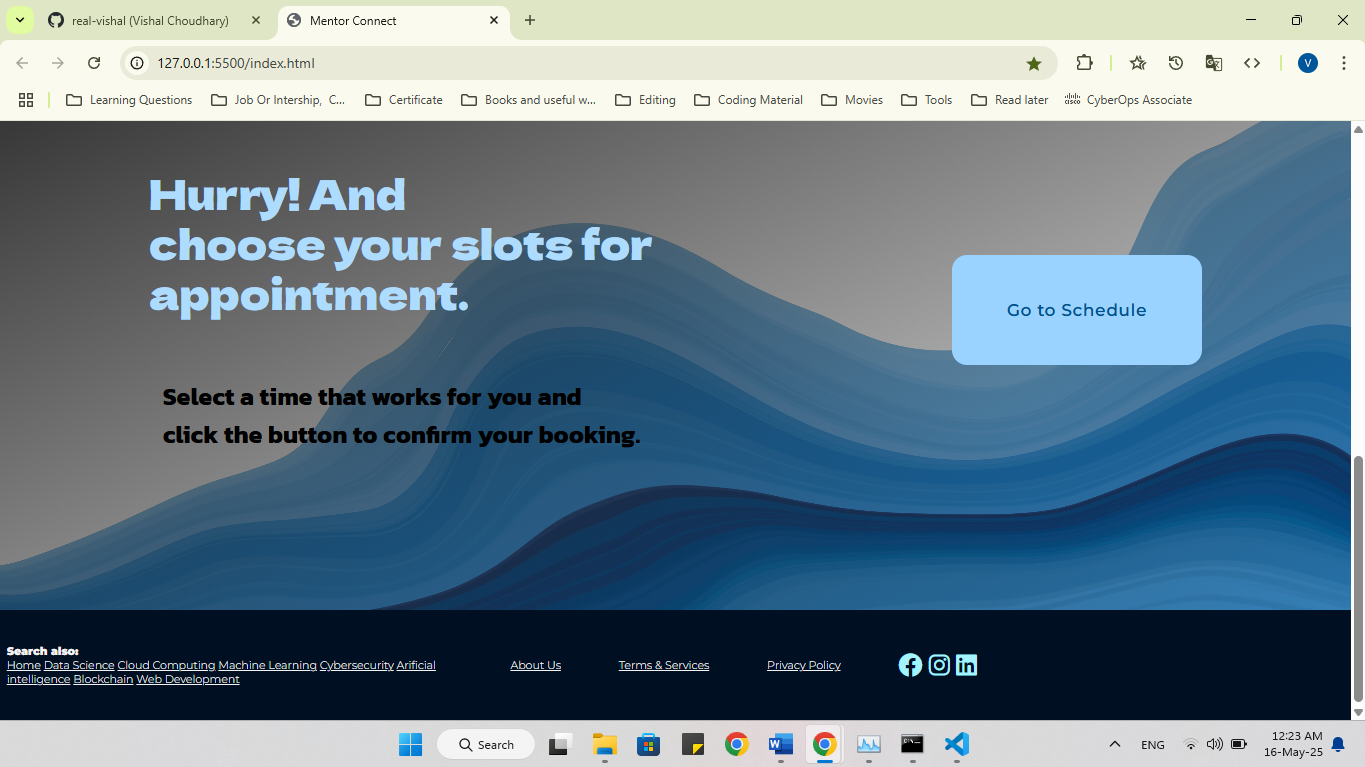 real-vishal (Vishal Choudhary)
Mentor Connect
127.0.0.1:5500/index.html
V
Learning Questions
Job Or Intership, C...
Certificate
Books and useful w...
Editing
Coding Material
Movies
Tools
Read later
CyberOps Associate
Hurry! And
choose your slots for
appointment.
Go to Schedule
Select a time that works for you and
click the button to confirm your booking.
Search also:
Home Data Science Cloud Computing Machine Learning Cybersecurity Arificial
intelligence Blockchain Web Development
About Us
Terms & Services
Privacy Policy
Search
ENG
12:23 AM
16-May-25